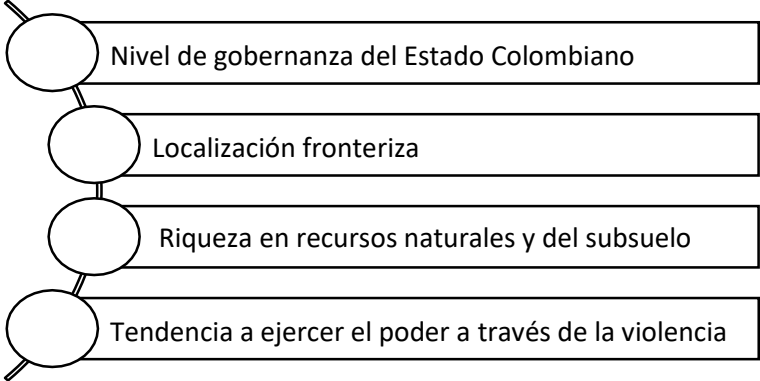 Nivel de gobernanza del Estado Colombiano
Localización fronteriza
Riqueza en recursos naturales y del subsuelo
Tendencia a ejercer el poder a través de la violencia